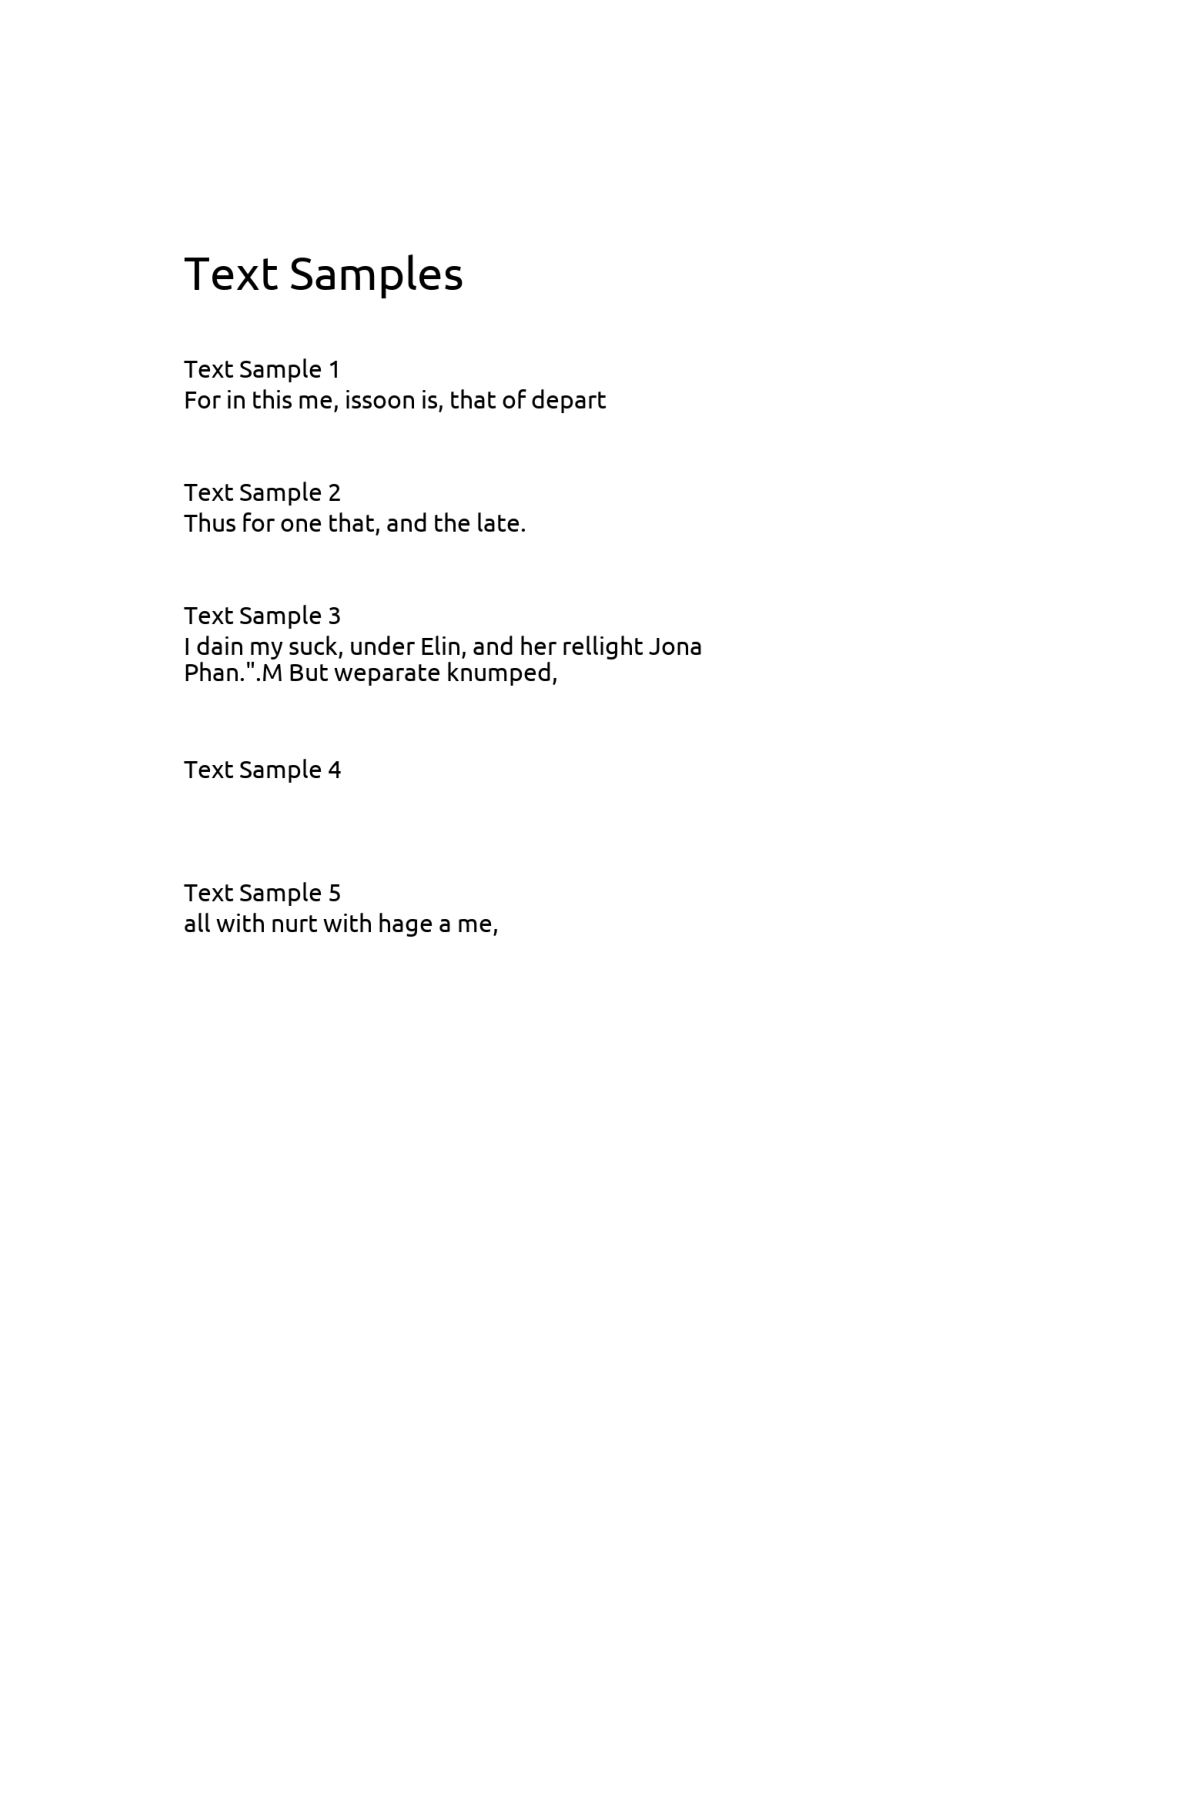 Text Samples
Text Sample 1
For in this me, issoon is, that of depart
Text Sample 2
Thus for one that, and the late.
Text Sample 3
I dain my suck, under Elin, and her rellight Jona
Phan.".M But weparate knumped,
Text Sample 4
Text Sample 5
all with nurt with hage a me,